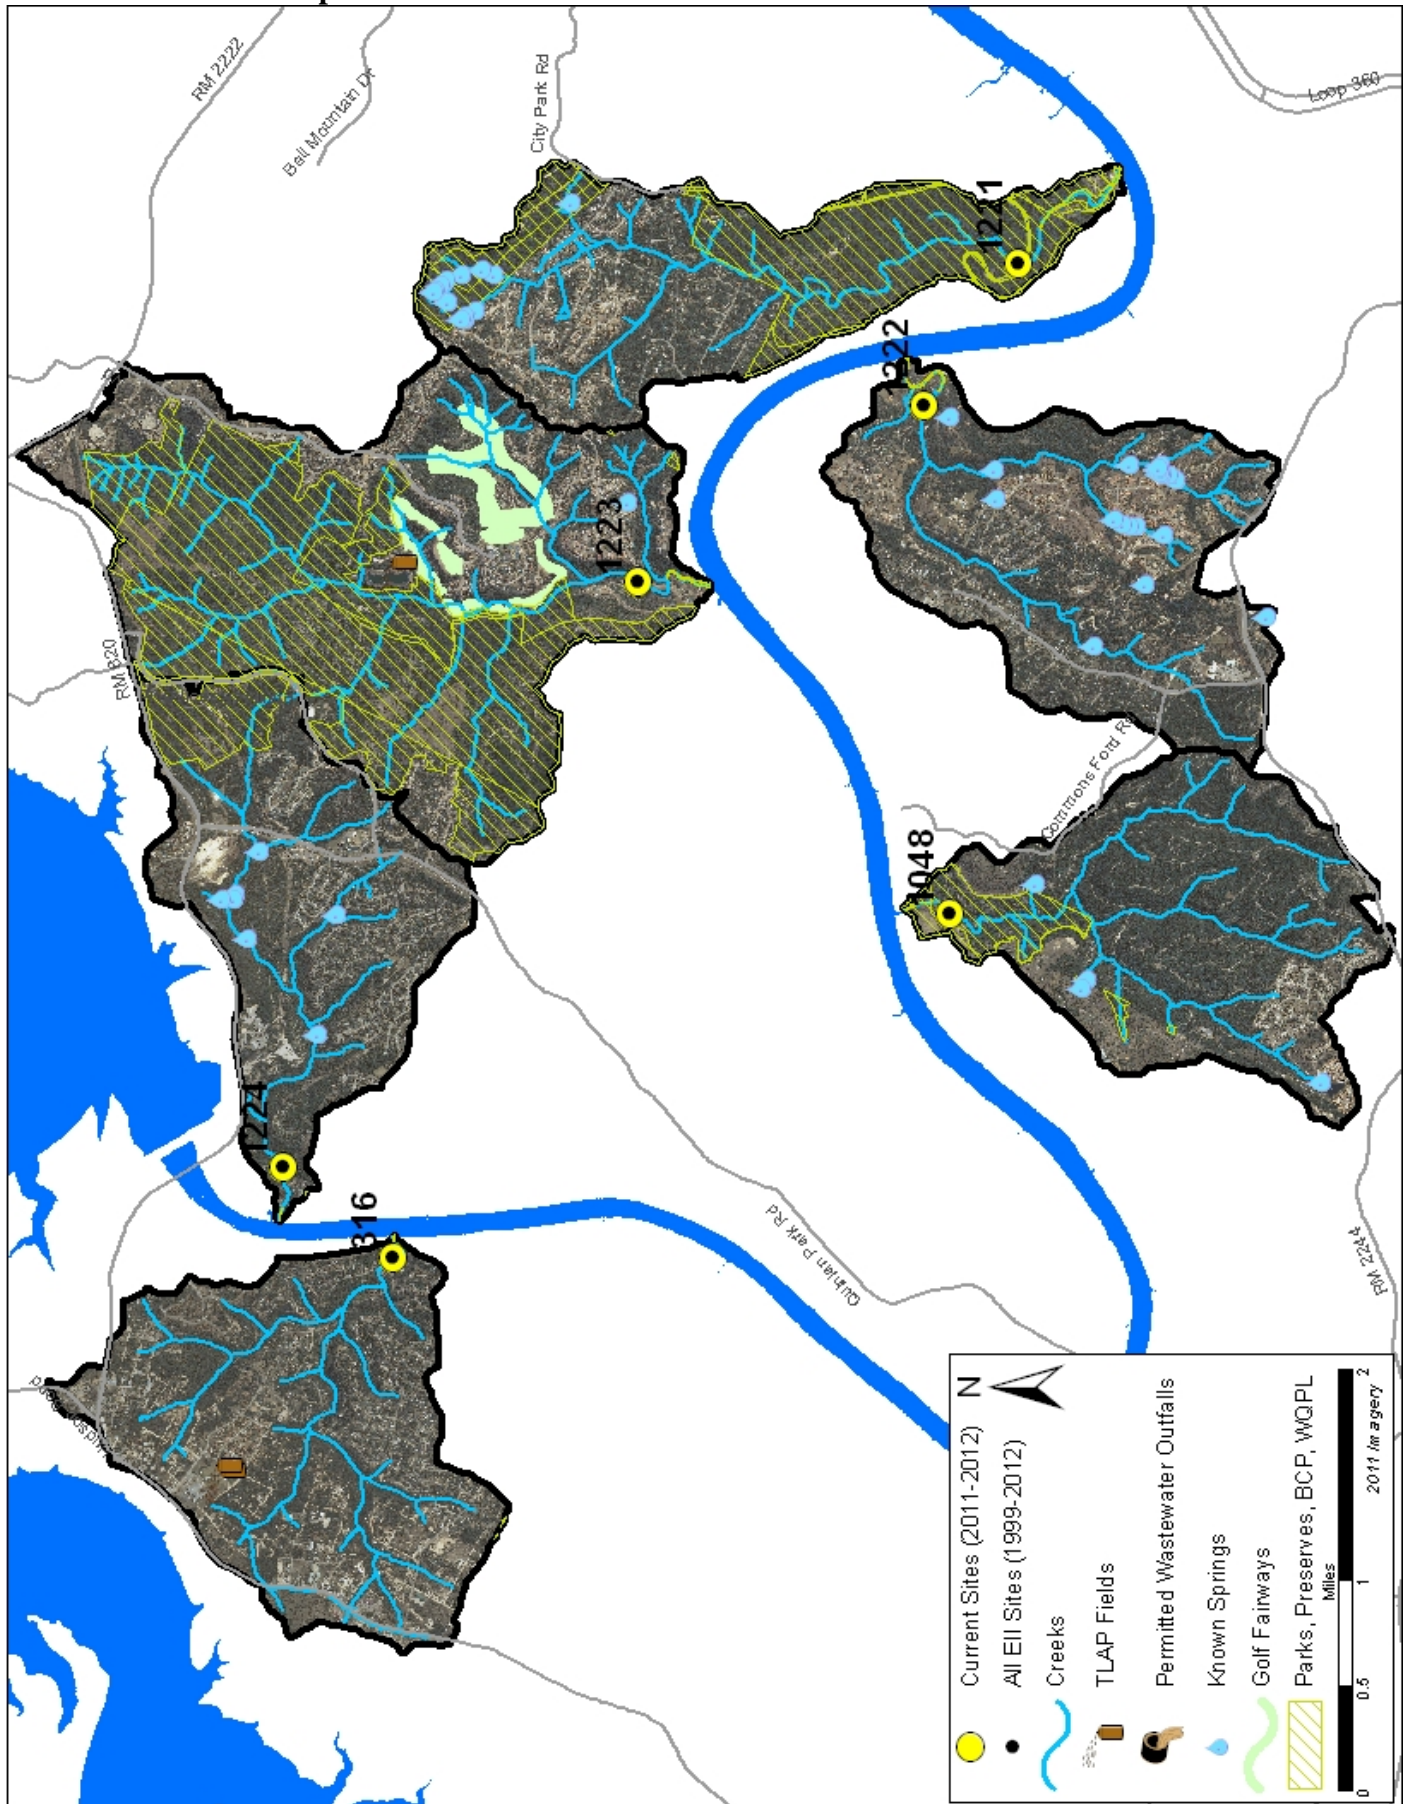 RM 2222
Bell Mountain Dr
City Park Rd
Loop 360
RM 620
1221
1222
1223
1224
316
Commons Ford Rd
Quinlan Park Rd
RM 2244
N
Current Sites (2011-2012)
All EII Sites (1999-2012)
Creeks
TLAP Fields
Permitted Wastewater Outfalls
Known Springs
Golf Fairways
Parks, Preserves, BCP, WQPL
Miles
0 0.5 1 2
2011 Imagery